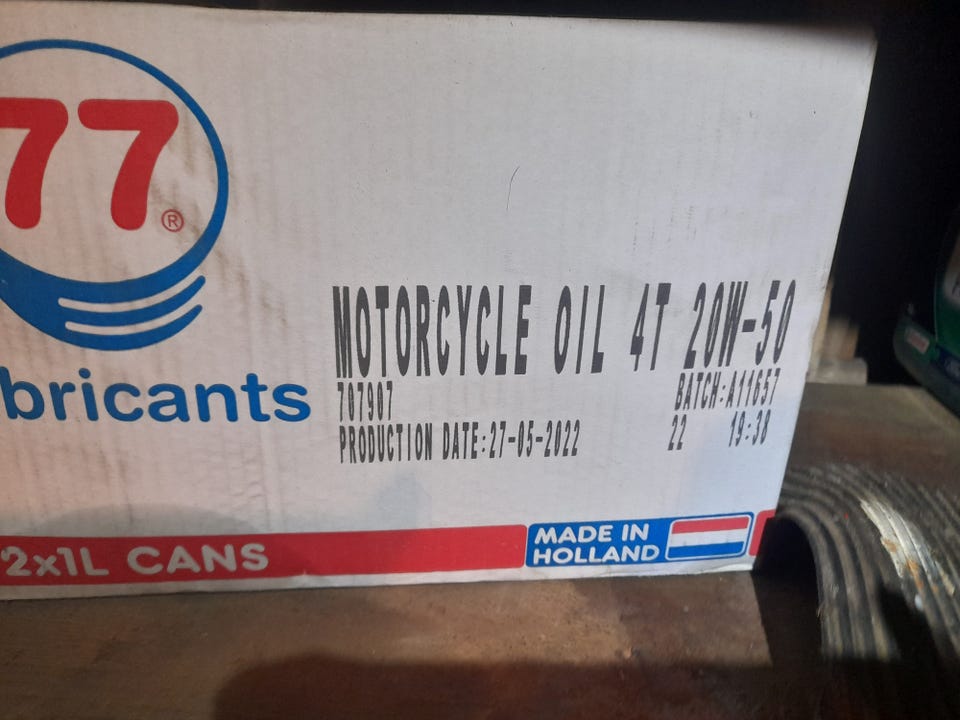 77®
bricants
MOTORCYCLE OIL 4T 20W-50
707907 BATCH:A11657
PRODUCTION DATE:27-05-2022 22 19:38
2x1L CANS
MADE IN
HOLLAND